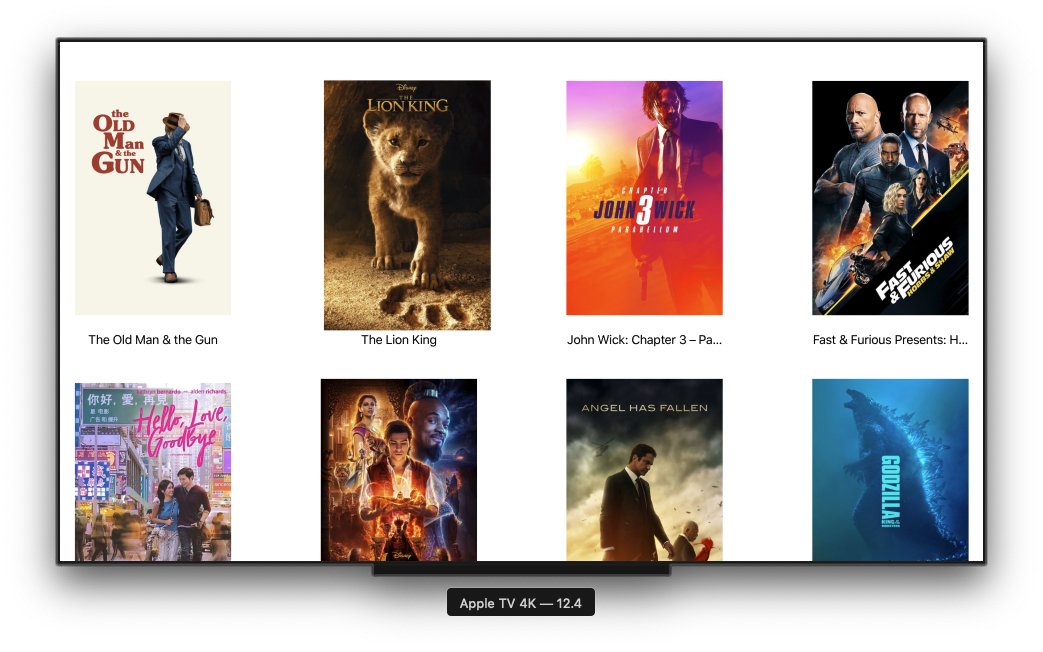 the
OLD
Man
& the
GUN
Disney
THE
LION KING
CHAPTER
JOHN 3 WICK
PARABELLUM
FAST
& FURIOUS
HOBBS & SHAW
The Old Man & the Gun
The Lion King
John Wick: Chapter 3 – Pa...
Fast & Furious Presents: H...
kathryn bernardo — alden richards
你好, 愛, 再見
Hello, Love,
Goodbye
Disney
ANGEL HAS FALLEN
GODZILLA
KING OF THE
MONSTERS
Apple TV 4K — 12.4